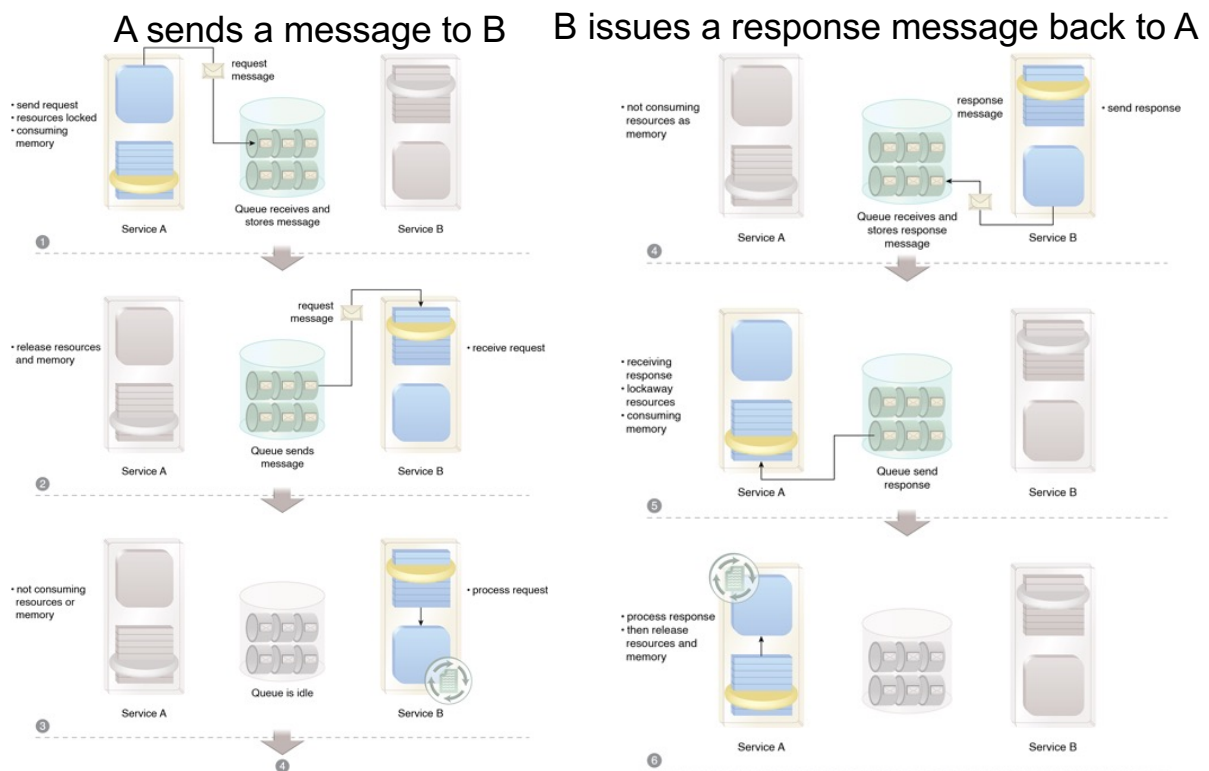 A sends a message to B
request
message
• send request
• resources locked
• consuming
memory
Queue receives and
stores message
Service A
Service B
1
request
message
• release resources
and memory
• receive request
Queue sends
message
Service A
Service B
2
• not consuming
resources or
memory
• process request
Queue is idle
Service A
Service B
3
4
B issues a response message back to A
• not consuming
resources as
memory
response
message
• send response
Queue receives and
stores response
message
Service A
Service B
4
• receiving
response
• lockaway
resources
• consuming
memory
Queue send
response
Service A
Service B
5
• process response
• then release
resources and
memory
Service A
Service B
6